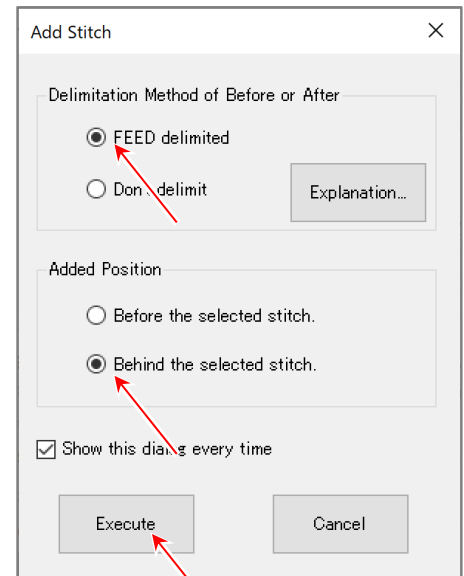 Add Stitch
Delimitation Method of Before or After
FEED delimited
Don't delimit
Explanation...
Added Position
Before the selected stitch.
Behind the selected stitch.
Show this dialog every time
Execute
Cancel